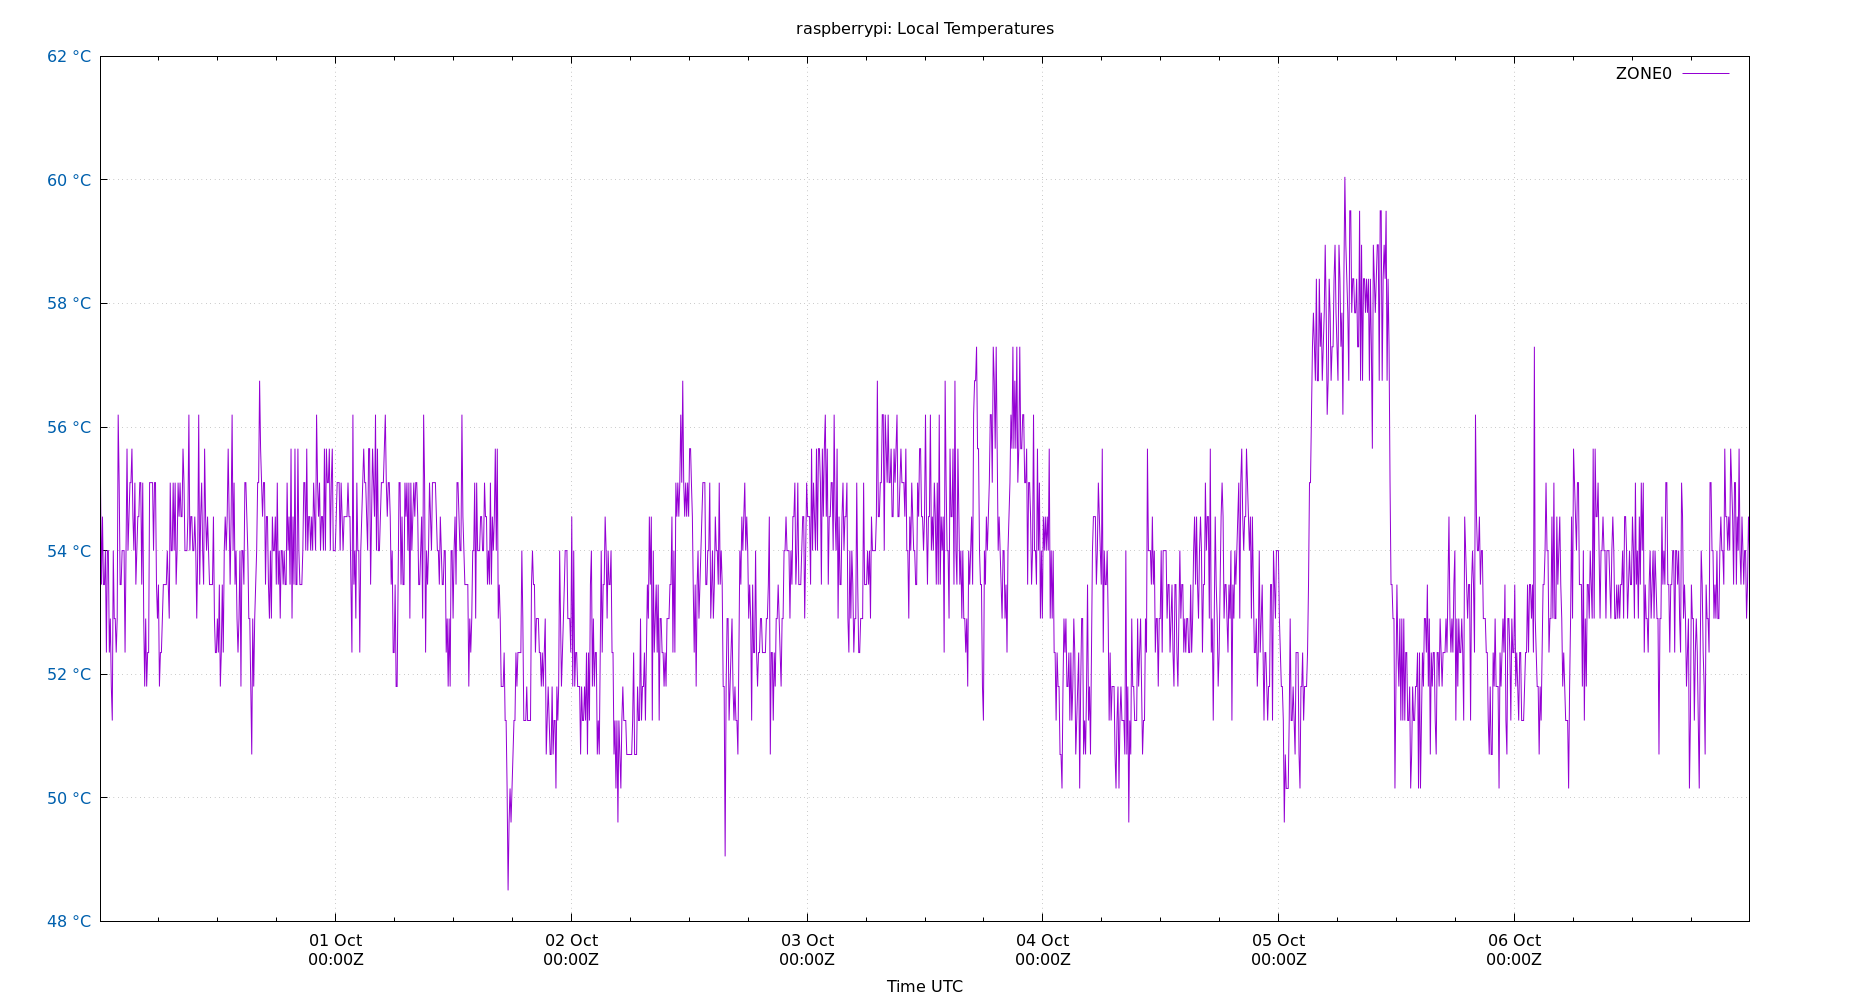 raspberrypi: Local Temperatures
ZONE0
62 °C
60 °C
58 °C
56 °C
54 °C
52 °C
50 °C
48 °C
01 Oct 02 Oct 03 Oct 04 Oct 05 Oct 06 Oct
00:00Z 00:00Z 00:00Z 00:00Z 00:00Z 00:00Z
Time UTC